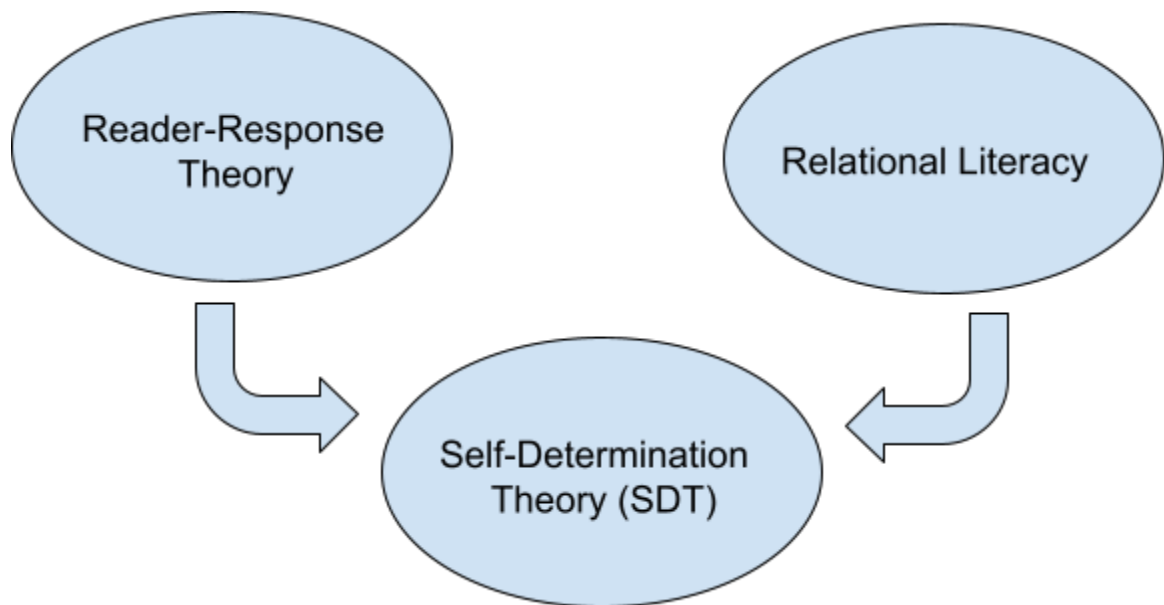 Reader-Response
Theory
Relational Literacy
Self-Determination
Theory (SDT)